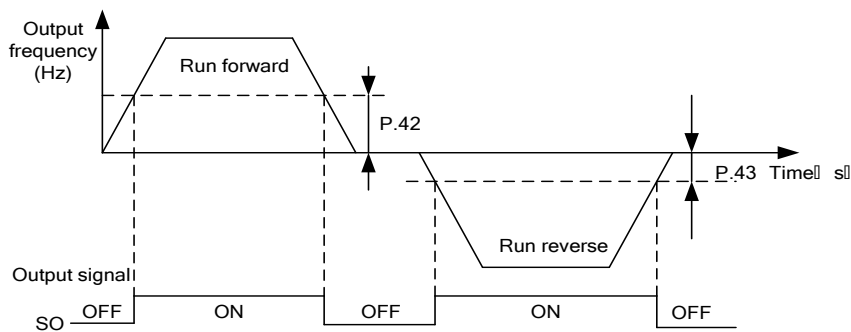 Output
frequency
(Hz)
Run forward
P.42
P.43 Time▯ s▯
Run reverse
Output signal
SO OFF ON OFF ON OFF